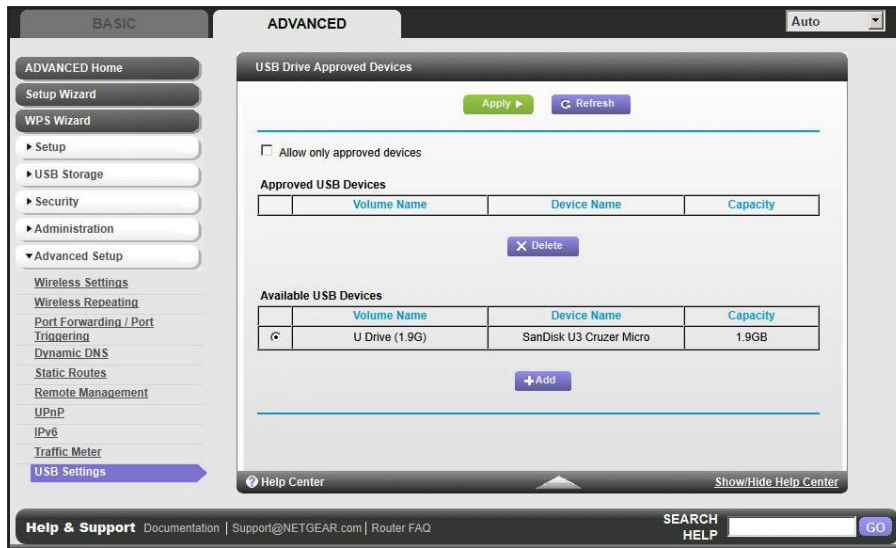 BASIC
ADVANCED
Auto
ADVANCED Home
Setup Wizard
WPS Wizard
Setup
USB Storage
Security
Administration
Advanced Setup
Wireless Settings
Wireless Repeating
Port Forwarding / Port
Triggering
Dynamic DNS
Static Routes
Remote Management
UPnP
IPv6
Traffic Meter
USB Settings
USB Drive Approved Devices
Apply
Refresh
Allow only approved devices
Approved USB Devices
Volume Name Device Name Capacity
Delete
Available USB Devices
Volume Name Device Name Capacity
U Drive (1.9G) SanDisk U3 Cruzer Micro 1.9GB
Add
Help Center
Show/Hide Help Center
Help & Support Documentation | Support@NETGEAR.com | Router FAQ
SEARCH
HELP
GO